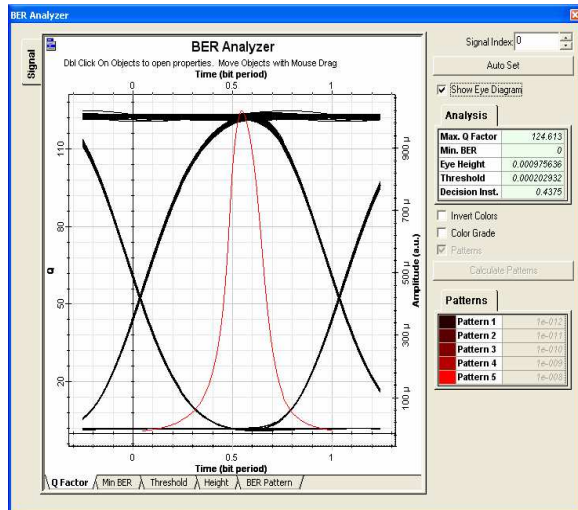 BER Analyzer
Signal
BER Analyzer
Dbl Click On Objects to open properties. Move Objects with Mouse Drag
Time (bit period)
0 0.5 1
Q
20 50 80 110
Amplitude (a.u.)
100 µ 300 µ 500 µ 700 µ 900 µ
0 0.5 1
Time (bit period)
Q Factor Min BER Threshold Height BER Pattern
Signal Index: 0
Auto Set
Show Eye Diagram
Analysis
Max. Q Factor 124.613
Min. BER 0
Eye Height 0.000975636
Threshold 0.000202932
Decision Inst. 0.4375
Invert Colors
Color Grade
Patterns
Calculate Patterns
Patterns
Pattern 1 1e-012
Pattern 2 1e-011
Pattern 3 1e-010
Pattern 4 1e-009
Pattern 5 1e-008